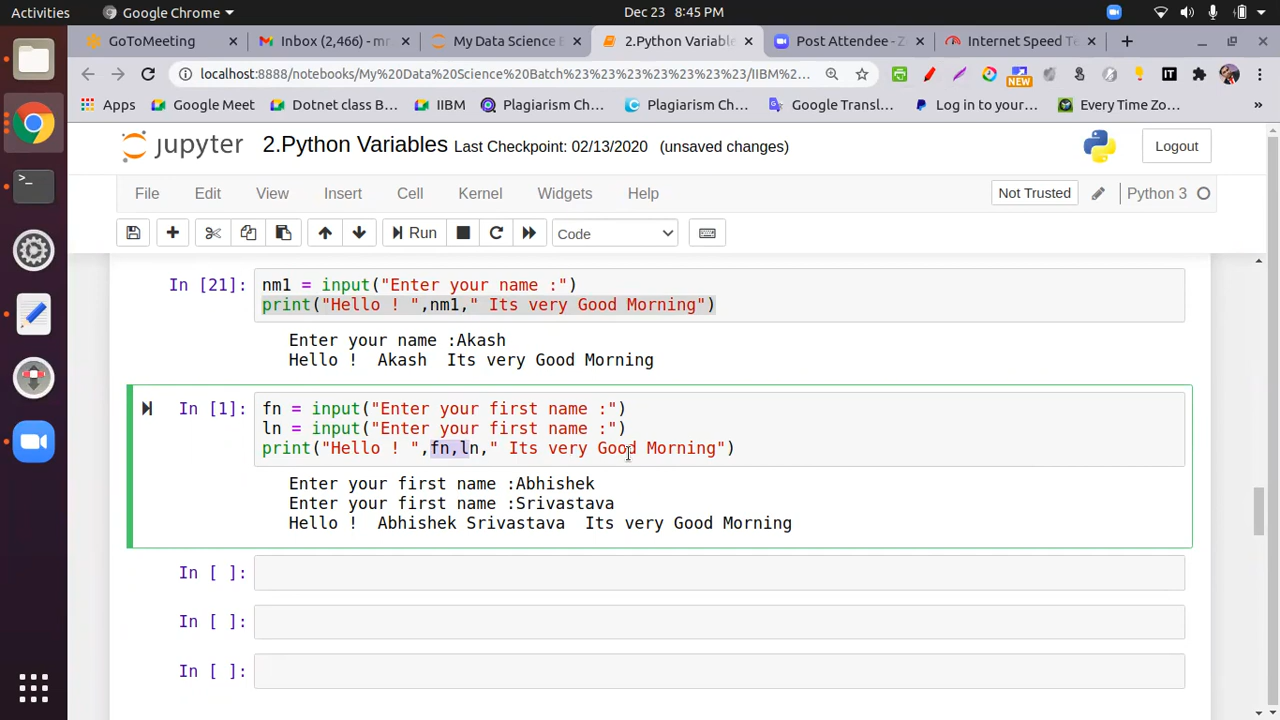 Activities
Google Chrome
Dec 23 8:45 PM
GoToMeeting
Inbox (2,466) - mr
My Data Science B
2.Python Variable
Post Attendee - Z
Internet Speed Te
localhost:8888/notebooks/My%20Data%20Science%20Batch%23%23%23%23%23%23%23/IIBM%2...
NEW
IT
Apps
Google Meet
Dotnet class B...
IIBM
Plagiarism Ch...
Plagiarism Ch...
Google Transl...
Log in to your...
Every Time Zo...
»
jupyter
2.Python Variables Last Checkpoint: 02/13/2020 (unsaved changes)
Logout
File Edit View Insert Cell Kernel Widgets Help
Not Trusted
Python 3
Run
Code
In [21]:
nm1 = input("Enter your name :")
print("Hello ! ",nm1," Its very Good Morning")
Enter your name :Akash
Hello !  Akash  Its very Good Morning
In [1]:
fn = input("Enter your first name :")
ln = input("Enter your first name :")
print("Hello ! ",fn,ln," Its very Good Morning")
Enter your first name :Abhishek
Enter your first name :Srivastava
Hello !  Abhishek Srivastava  Its very Good Morning
In [ ]:
In [ ]:
In [ ]: